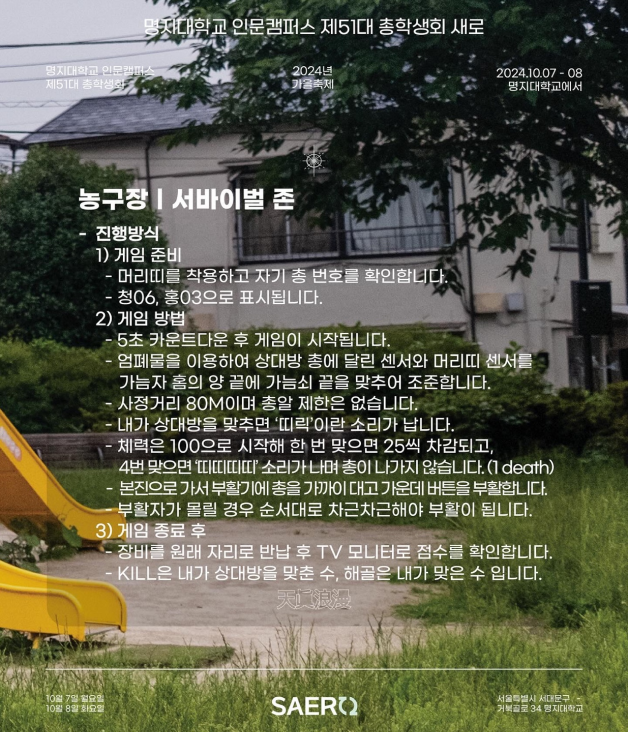 명지대학교 인문캠퍼스 제51대 총학생회 새로
명지대학교 인문캠퍼스
제51대 총학생회
2024년
가을축제
2024.10.07 - 08
명지대학교에서
농구장 | 서바이벌 존
- 진행방식
1) 게임 준비
- 머리띠를 착용하고 자기 총 번호를 확인합니다.
- 청06, 홍03으로 표시됩니다.
2) 게임 방법
- 5초 카운트다운 후 게임이 시작됩니다.
- 엄폐물을 이용하여 상대방 총에 달린 센서와 머리띠 센서를
가늠자 홈의 양 끝에 가늠쇠 끝을 맞추어 조준합니다.
- 사정거리 80M이며 총알 제한은 없습니다.
- 내가 상대방을 맞추면 '띠릭'이란 소리가 납니다.
- 체력은 100으로 시작해 한 번 맞으면 25씩 차감되고,
4번 맞으면 '띠띠띠띠띠' 소리가 나며 총이 나가지 않습니다. (1 death)
- 본진으로 가서 부활기에 총을 가까이 대고 가운데 버튼을 부활합니다.
- 부활자가 몰릴 경우 순서대로 차근차근해야 부활이 됩니다.
3) 게임 종료 후
- 장비를 원래 자리로 반납 후 TV 모니터로 점수를 확인합니다.
- KILL은 내가 상대방을 맞춘 수, 해골은 내가 맞은 수 입니다.
天眞浪漫
10월 7일 월요일
10월 8일 화요일
SAERO
서울특별시 서대문구 -
거북골로 34 명지대학교